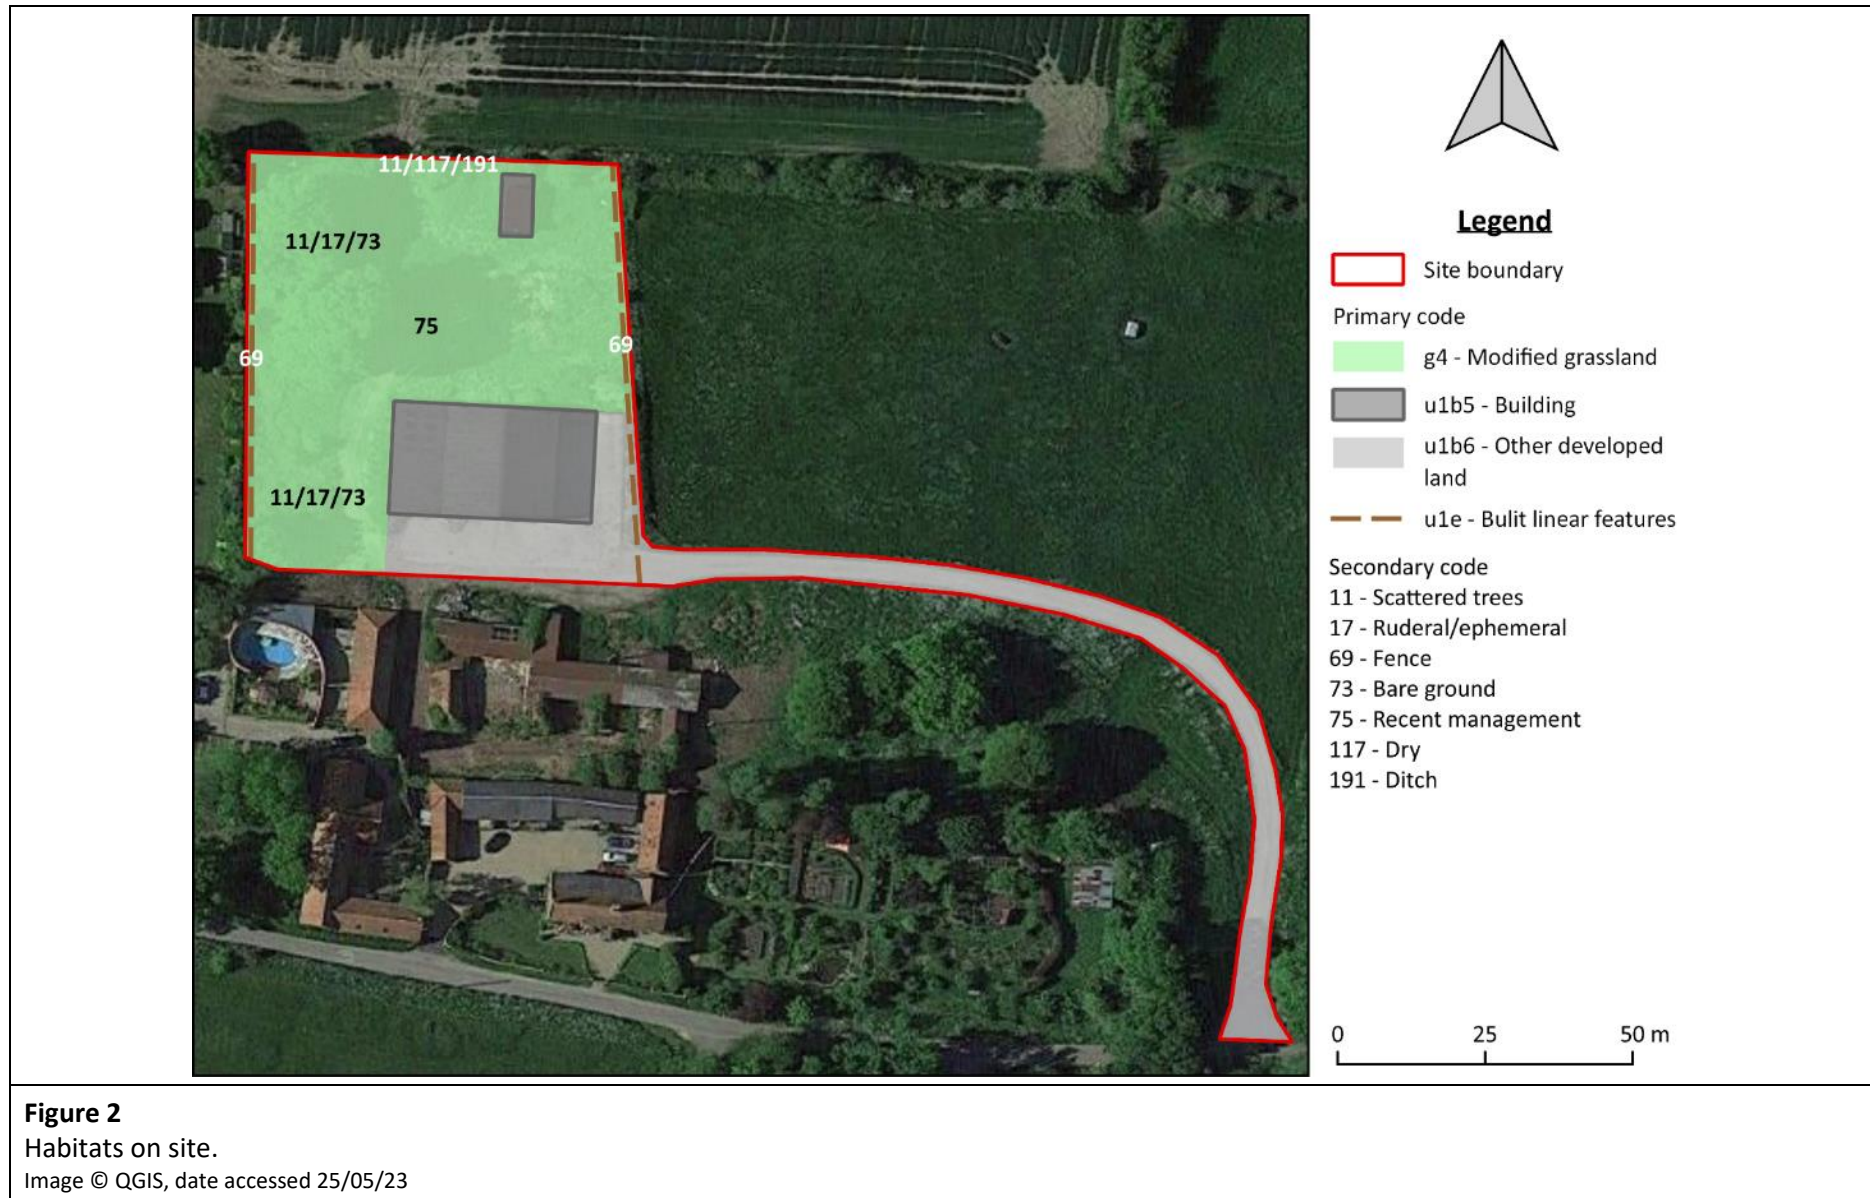 11/117/191
11/17/73
75
69
69
11/17/73
Legend
Site boundary
Primary code
g4 - Modified grassland
u1b5 - Building
u1b6 - Other developed
land
u1e - Bulit linear features
Secondary code
11 - Scattered trees
17 - Ruderal/ephemeral
69 - Fence
73 - Bare ground
75 - Recent management
117 - Dry
191 - Ditch
0 25 50 m
Figure 2
Habitats on site.
Image © QGIS, date accessed 25/05/23